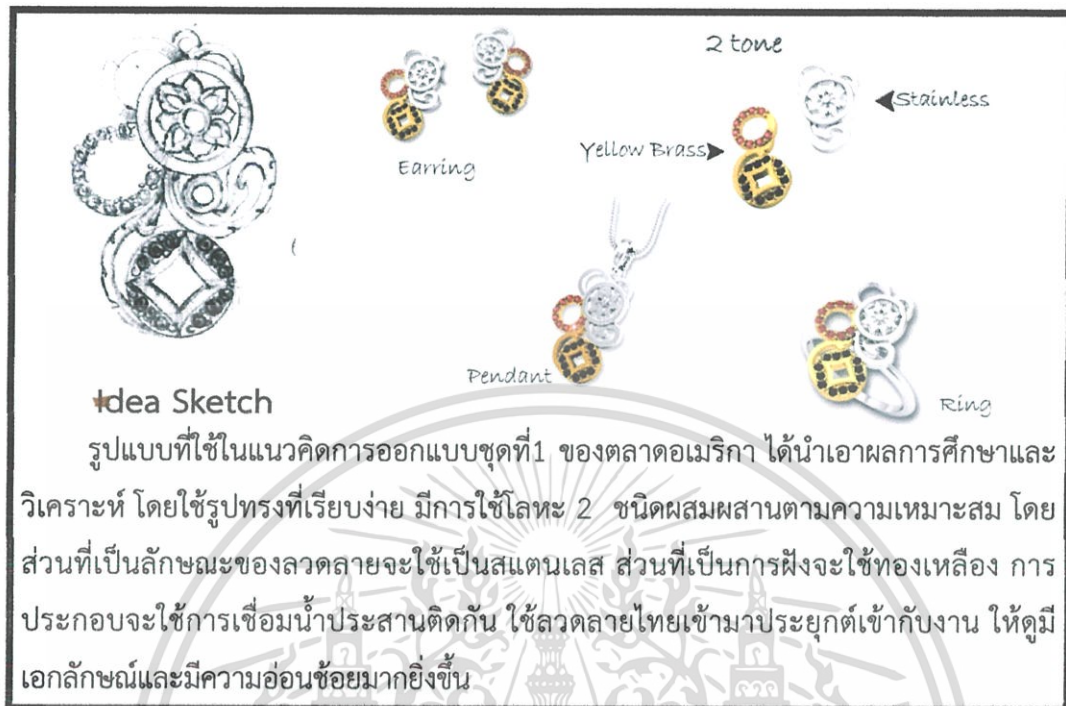 2 tone
Stainless
Yellow Brass
Earring
Pendant
Ring
Idea Sketch
รูปแบบที่ใช้ในแนวคิดการออกแบบชุดที่1 ของตลาดอเมริกา ได้นำเอาผลการศึกษาและ
วิเคราะห์ โดยใช้รูปทรงที่เรียบง่าย มีการใช้โลหะ 2 ชนิดผสมผสานตามความเหมาะสม โดย
ส่วนที่เป็นลักษณะของลวดลายจะใช้เป็นสแตนเลส ส่วนที่เป็นการฝังจะใช้ทองเหลือง การ
ประกอบจะใช้การเชื่อมน้ำประสานติดกัน ใช้ลวดลายไทยเข้ามาประยุกต์เข้ากับงาน ให้ดูมี
เอกลักษณ์และมีความอ่อนช้อยมากยิ่งขึ้น